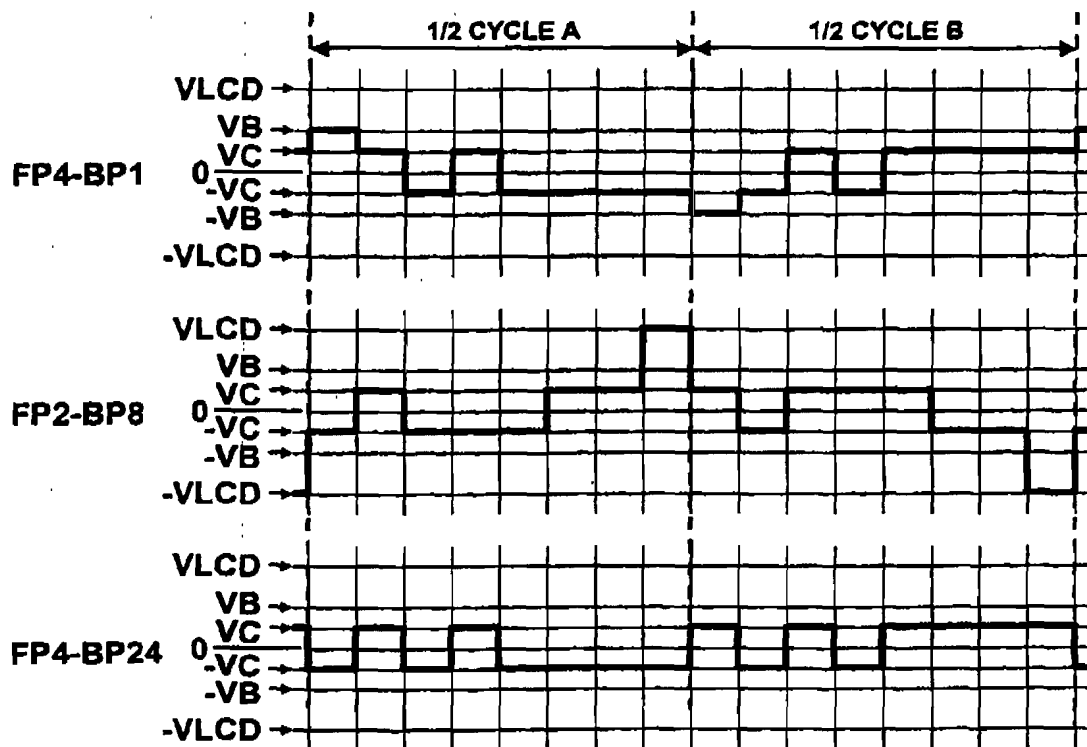 1/2 CYCLE A 1/2 CYCLE B
VLCD
VB
VC
FP4-BP1 0
-VC
-VB
-VLCD
VLCD
VB
VC
FP2-BP8 0
-VC
-VB
-VLCD
VLCD
VB
VC
FP4-BP24 0
-VC
-VB
-VLCD